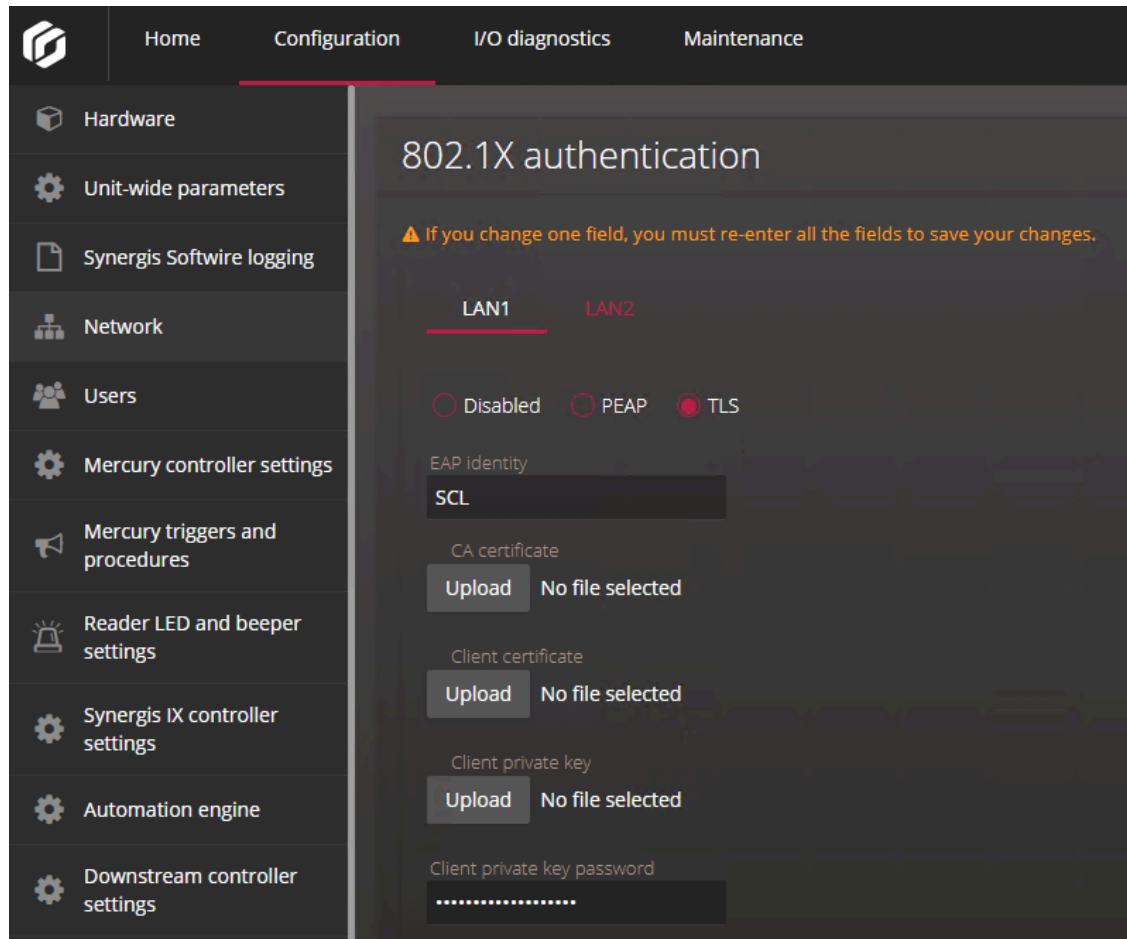 Home
Configuration
I/O diagnostics
Maintenance
Hardware
Unit-wide parameters
Synergis Softwire logging
Network
Users
Mercury controller settings
Mercury triggers and
procedures
Reader LED and beeper
settings
Synergis IX controller
settings
Automation engine
Downstream controller
settings
802.1X authentication
If you change one field, you must re-enter all the fields to save your changes.
LAN1
LAN2
Disabled
PEAP
TLS
EAP identity
SCL
CA certificate
Upload No file selected
Client certificate
Upload No file selected
Client private key
Upload No file selected
Client private key password
•••••••••••••••••••